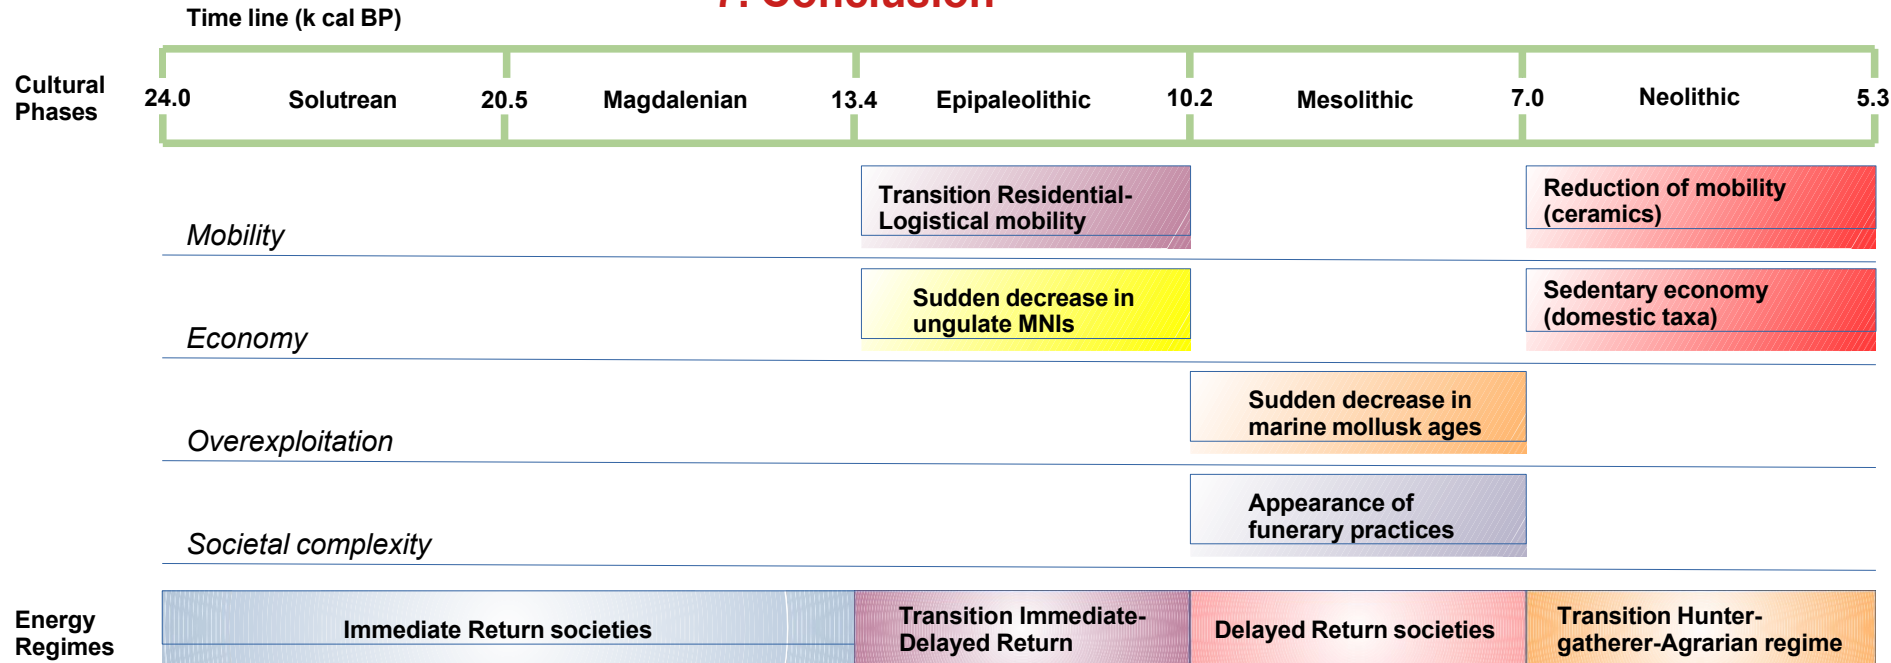 7. Conclusion
Time line (k cal BP)
Cultural
Phases
24.0 Solutrean 20.5 Magdalenian 13.4 Epipaleolithic 10.2 Mesolithic 7.0 Neolithic 5.3
Mobility
Transition Residential-
Logistical mobility
Reduction of mobility
(ceramics)
Economy
Sudden decrease in
ungulate MNIs
Sedentary economy
(domestic taxa)
Overexploitation
Sudden decrease in
marine mollusk ages
Societal complexity
Appearance of
funerary practices
Energy
Regimes
Immediate Return societies
Transition Immediate-
Delayed Return
Delayed Return societies
Transition Hunter-
gatherer-Agrarian regime